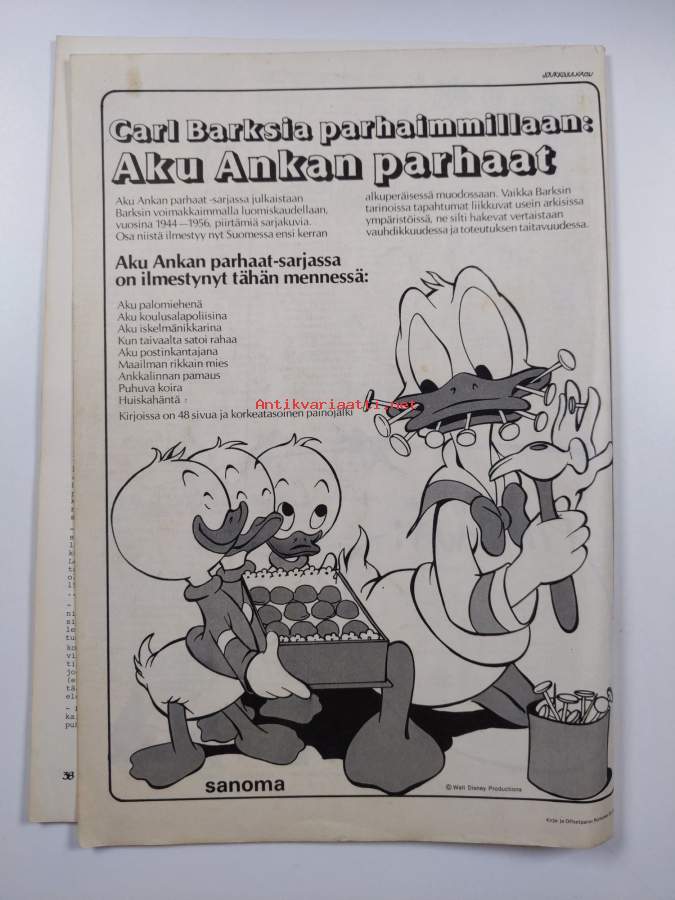 JOUKKOJULKAISU
Carl Barksia parhaimmillaan:
Aku Ankan parhaat
Aku Ankan parhaat -sarjassa julkaistaan
Barksin voimakkaimmalla luomiskaudellaan,
vuosina 1944—1956, piirtämiä sarjakuvia.
Osa niistä ilmestyy nyt Suomessa ensi kerran
alkuperäisessä muodossaan. Vaikka Barksin
tarinoissa tapahtumat liikkuvat usein arkisissa
ympäristöissä, ne silti hakevat vertaistaan
vauhdikkuudessa ja toteutuksen taitavuudessa.
Aku Ankan parhaat-sarjassa
on ilmestynyt tähän mennessä:
Aku palomiehenä
Aku koulusalapoliisina
Aku iskelmänikkarina
Kun taivaalta satoi rahaa
Aku postinkantajana
Maailman rikkain mies
Ankkalinnan pamaus
Puhuva koira
Huiskahäntä
Antikvariaatti.net
Kirjoissa on 48 sivua ja korkeatasoinen painojälki
sanoma
© Walt Disney Productions
Kirja- ja Offsetpaino
38